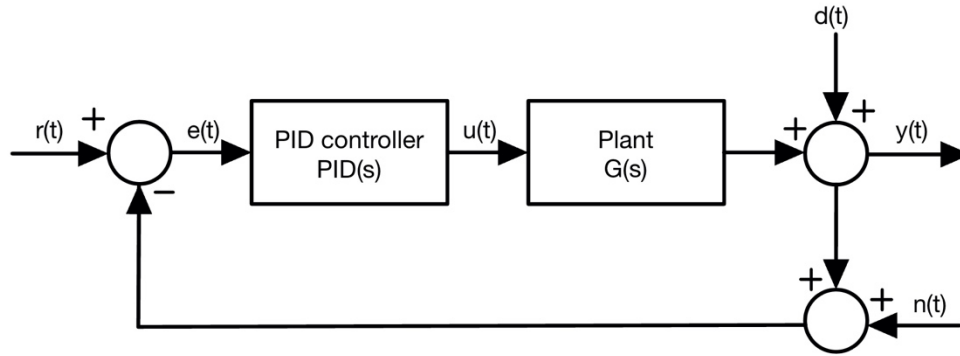 d(t)
+
+
r(t)
e(t)
PID controller
PID(s)
u(t)
Plant
G(s)
+
y(t)
−
+
+
n(t)